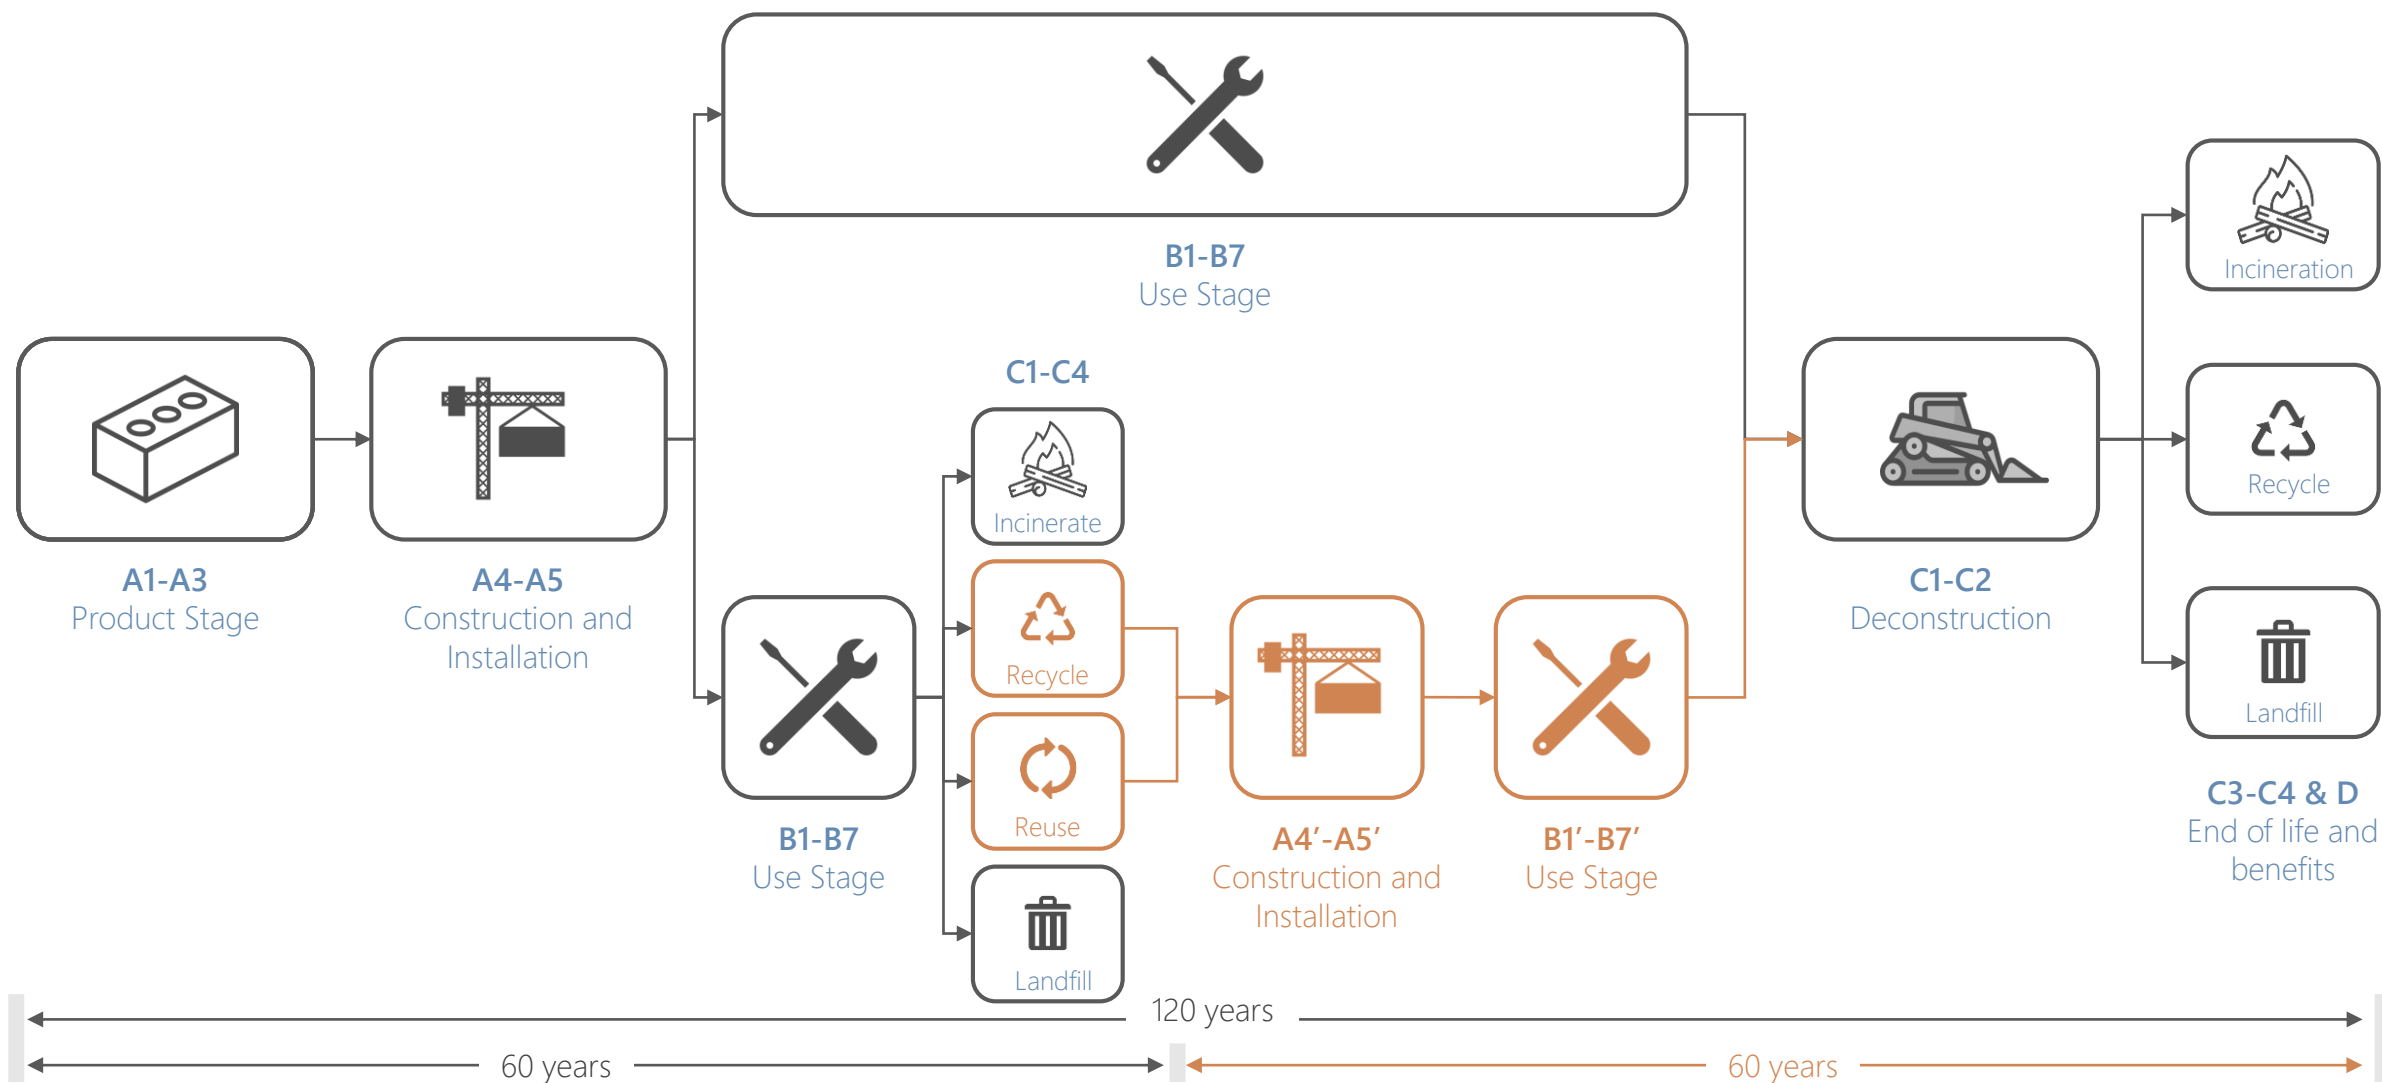 B1-B7
Use Stage
Incineration
C1-C4
Incinerate
Recycle
A1-A3
Product Stage
A4-A5
Construction and
Installation
C1-C2
Deconstruction
Recycle
Landfill
Reuse
B1-B7
Use Stage
A4’-A5’
Construction and
Installation
B1’-B7’
Use Stage
C3-C4 & D
End of life and
benefits
Landfill
120 years
60 years
60 years